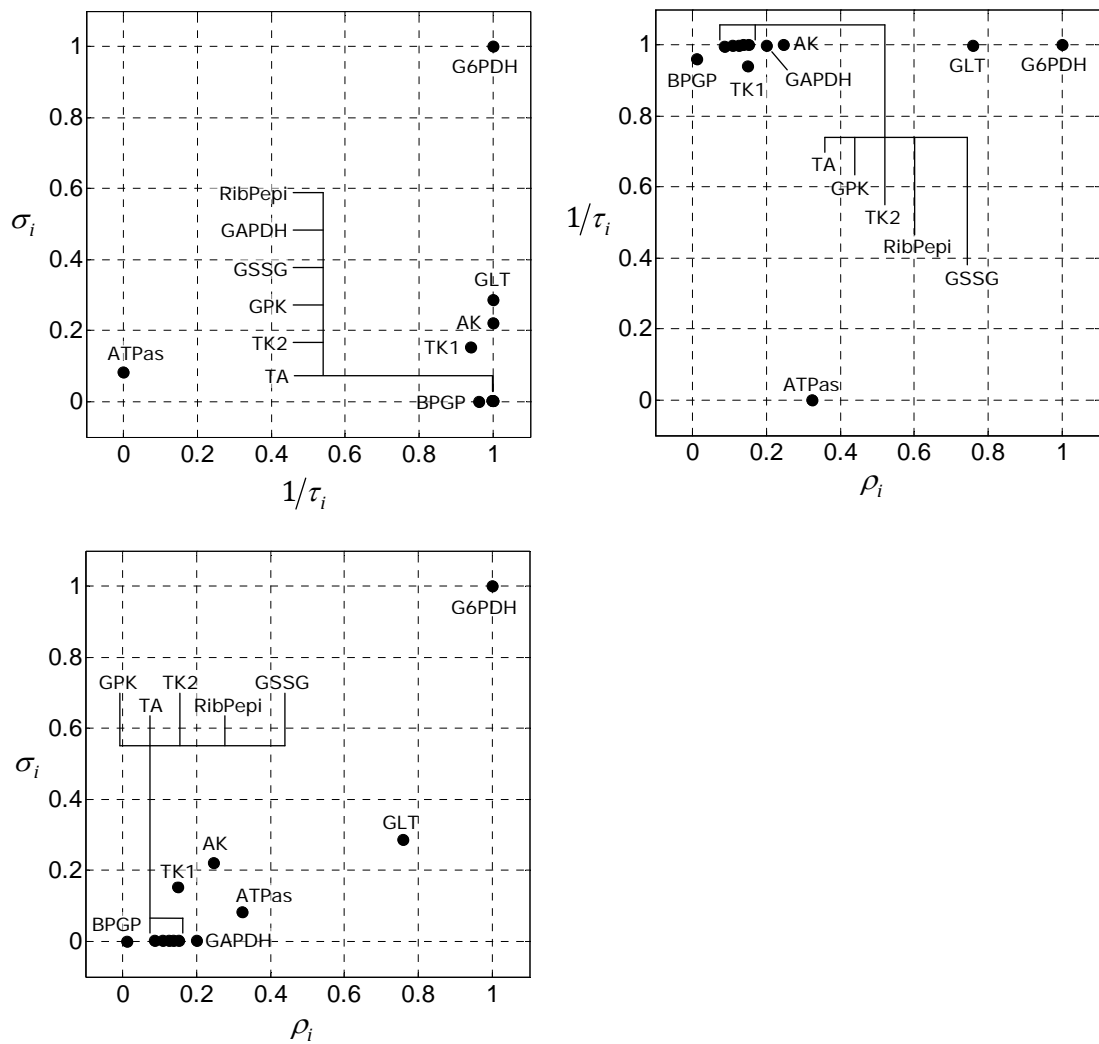 1
0.8
0.6
0.4
0.2
0
σi
G6PDH
RibPepi
GAPDH
GSSG
GPK
TK2
TA
GLT
AK
TK1
ATPas
BPGP
0 0.2 0.4 0.6 0.8 1
1/τi
1
0.8
0.6
0.4
0.2
0
1/τi
AK
BPGP
GAPDH
GLT
G6PDH
TK1
TA
GPK
TK2
RibPepi
GSSG
ATPas
0 0.2 0.4 0.6 0.8 1
ρi
1
0.8
0.6
0.4
0.2
0
σi
G6PDH
GPK TK2 GSSG
TA RibPepi
GLT
AK
TK1
ATPas
BPGP
GAPDH
0 0.2 0.4 0.6 0.8 1
ρi